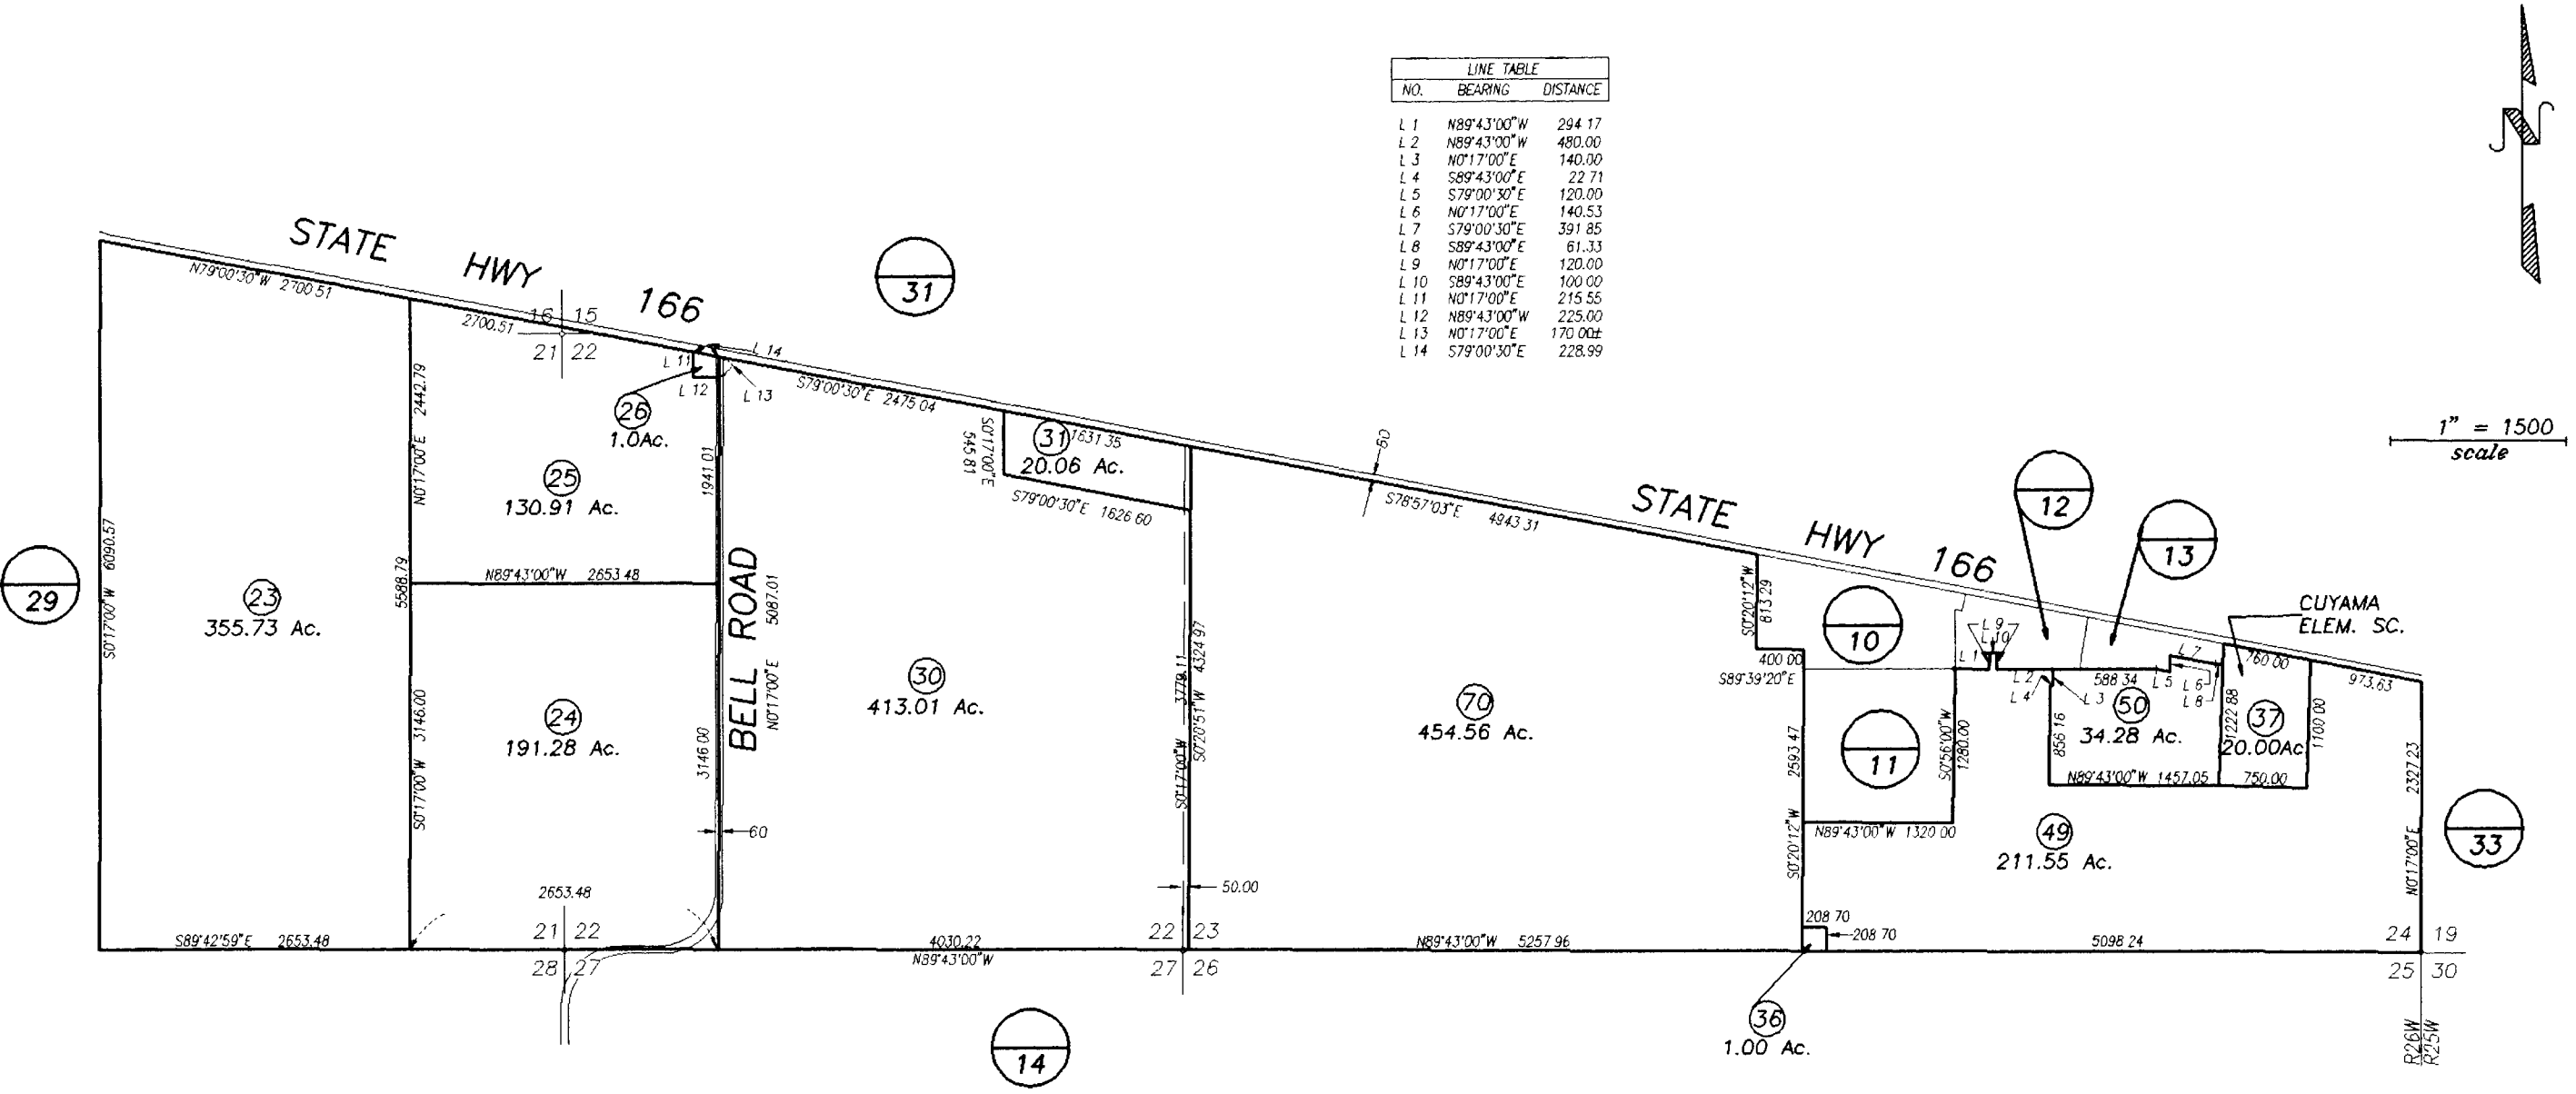 LINE TABLE
NO. BEARING DISTANCE
L 1 N89°43'00"W 294 17
L 2 N89°43'00"W 480.00
L 3 N0°17'00"E 140.00
L 4 S89°43'00"E 22 71
L 5 S79°00'30"E 120.00
L 6 N0°17'00"E 140.53
L 7 S79°00'30"E 391 85
L 8 S89°43'00"E 61.33
L 9 N0°17'00"E 120.00
L 10 S89°43'00"E 100 00
L 11 N0°17'00"E 215 55
L 12 N89°43'00"W 225.00
L 13 N0°17'00"E 170 00±
L 14 S79°00'30"E 228.99
N
1" = 1500
scale
STATE HWY 166
N79°00'30"W 2700 51
31
2700.51
16 15
21 22
L 14
L 11
L 12
L 13
26
1.0Ac.
S79°00'30"E 2475 04
N0°17'00"E 2442.79
1941 01
25
130.91 Ac.
S0°17'00"E
545 81
31
1631 35
20.06 Ac.
S79°00'30"E 1626 60
80
S78°57'03"E 4943 31
STATE HWY 166
12
13
29
S0°17'00"W 6090.57
23
355.73 Ac.
5588.79
N89°43'00"W 2653 48
BELL ROAD
N0°17'00"E 5087.01
30
413.01 Ac.
S0°17'00"W 3779.11
S0°20'51"W 4324 97
70
454.56 Ac.
S0°20'12"W
813 29
400 00
S89°39'20"E
10
CUYAMA
ELEM. SC.
L 9
L 10
L 1
L 2
L 4
L 3
588 34
L 5
L 6
L 7
L 8
760 00
973.63
S0°17'00"W 3146.00
24
191.28 Ac.
3146 00
2593 47
S0°20'12"W
11
S0°56'00"W
1280.00
856 16
50
34.28 Ac.
1222 88
37
20.00Ac
1100 00
N89°43'00"W 1457.05
750.00
N0°17'00"E 2327 23
33
60
N89°43'00"W 1320 00
49
211.55 Ac.
2653.48
50.00
208 70
208 70
S89°42'59"E 2653.48
21 22
28 27
4030.22
N89°43'00"W
22 23
27 26
N89°43'00"W 5257 96
5098 24
24 19
25 30
36
1.00 Ac.
14
R26W
R25W